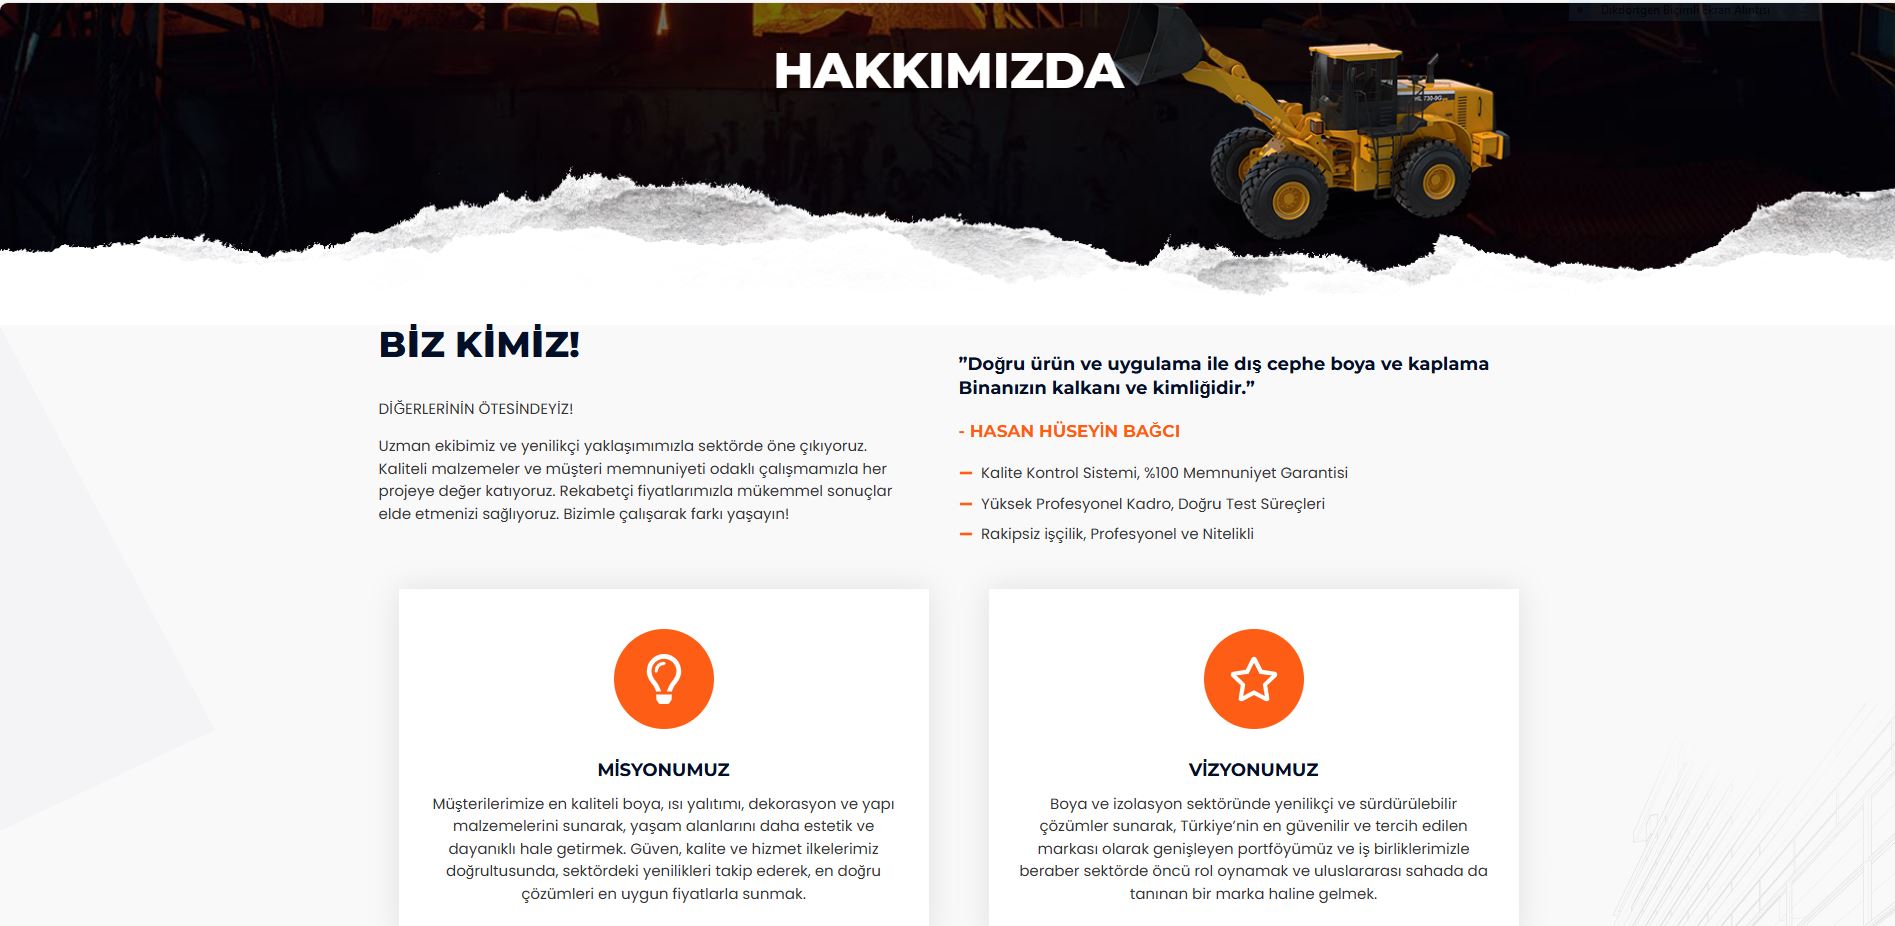 Dikdörtgen Biçimli Ekran Alıntısı
HAKKIMIZDA
HL 730-9G
BİZ KİMİZ!
DİĞERLERİNİN ÖTESİNDEYİZ!
Uzman ekibimiz ve yenilikçi yaklaşımımızla sektörde öne çıkıyoruz.
Kaliteli malzemeler ve müşteri memnuniyeti odaklı çalışmamızla her
projeye değer katıyoruz. Rekabetçi fiyatlarımızla mükemmel sonuçlar
elde etmenizi sağlıyoruz. Bizimle çalışarak farkı yaşayın!
”Doğru ürün ve uygulama ile dış cephe boya ve kaplama
Binanızın kalkanı ve kimliğidir.”
- HASAN HÜSEYİN BAĞCI
Kalite Kontrol Sistemi, %100 Memnuniyet Garantisi
Yüksek Profesyonel Kadro, Doğru Test Süreçleri
Rakipsiz işçilik, Profesyonel ve Nitelikli
MİSYONUMUZ
Müşterilerimize en kaliteli boya, ısı yalıtımı, dekorasyon ve yapı
malzemelerini sunarak, yaşam alanlarını daha estetik ve
dayanıklı hale getirmek. Güven, kalite ve hizmet ilkelerimiz
doğrultusunda, sektördeki yenilikleri takip ederek, en doğru
çözümleri en uygun fiyatlarla sunmak.
VİZYONUMUZ
Boya ve izolasyon sektöründe yenilikçi ve sürdürülebilir
çözümler sunarak, Türkiye’nin en güvenilir ve tercih edilen
markası olarak genişleyen portföyümüz ve iş birliklerimizle
beraber sektörde öncü rol oynamak ve uluslararası sahada da
tanınan bir marka haline gelmek.